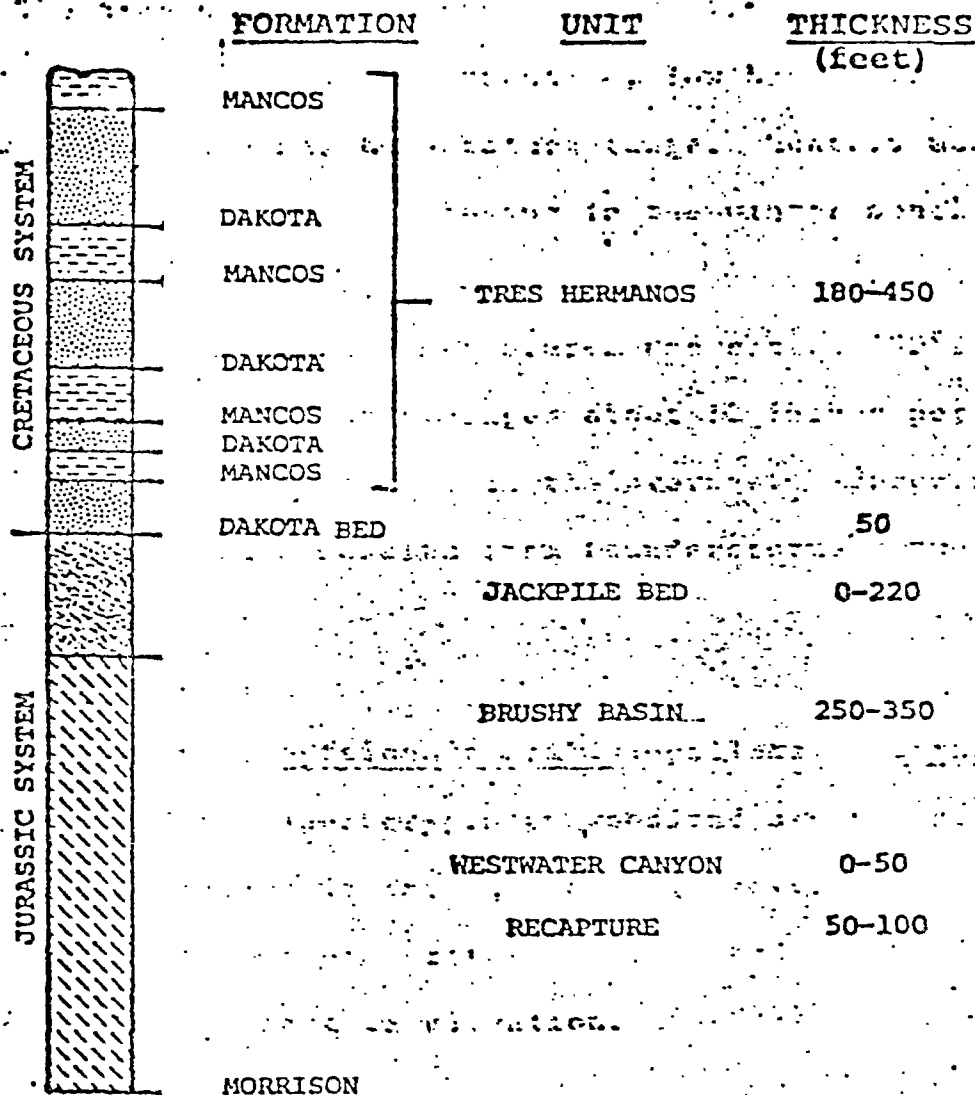 FORMATION UNIT THICKNESS
(feet)
CRETACEOUS SYSTEM
MANCOS
DAKOTA
MANCOS
TRES HERMANOS 180-450
DAKOTA
MANCOS
DAKOTA
MANCOS
DAKOTA BED 50
JURASSIC SYSTEM
JACKPILE BED 0-220
BRUSHY BASIN 250-350
WESTWATER CANYON 0-50
RECAPTURE 50-100
MORRISON